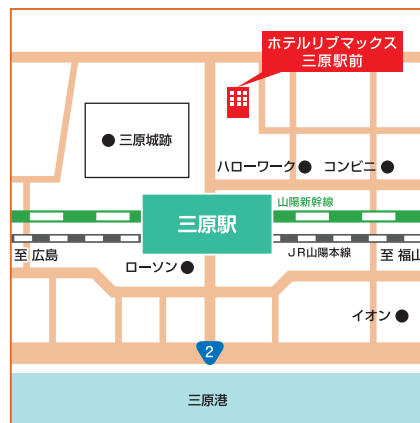 ホテルリブマックス
三原駅前
三原城跡
ハローワーク
コンビニ
山陽新幹線
三原駅
至 広島
JR山陽本線
至 福山
ローソン
イオン
2
三原港